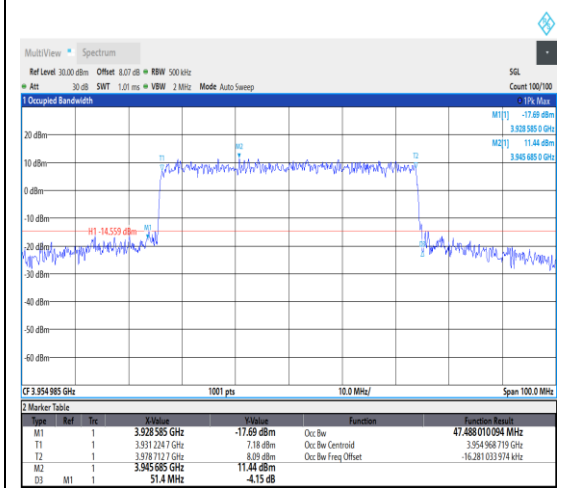 MultiView Spectrum
Ref Level 30.00 dBm Offset 8.07 dB RBW 500 kHz SGL
Att 30 dB SWT 1.01 ms VBW 2 MHz Mode Auto Sweep Count 100/100
1 Occupied Bandwidth 1Pk Max
M1[1] -17.69 dBm
3.928 585 0 GHz
M2[1] 11.44 dBm
3.945 685 0 GHz
20 dBm
M2
T1
T2
10 dBm
0 dBm
-10 dBm
H1 -14.559 dBm
M1
-20 dBm
D3
-30 dBm
-40 dBm
-50 dBm
-60 dBm
CF 3.954 985 GHz 1001 pts 10.0 MHz/ Span 100.0 MHz
2 Marker Table
Type Ref Trc X-Value Y-Value Function Function Result
M1 1 3.928 585 GHz -17.69 dBm Occ Bw 47.488 010 094 MHz
T1 1 3.931 224 7 GHz 7.18 dBm Occ Bw Centroid 3.954 968 719 GHz
T2 1 3.978 712 7 GHz 8.09 dBm Occ Bw Freq Offset -16.281 033 974 kHz
M2 1 3.945 685 GHz 11.44 dBm
D3 M1 1 51.4 MHz -4.15 dB